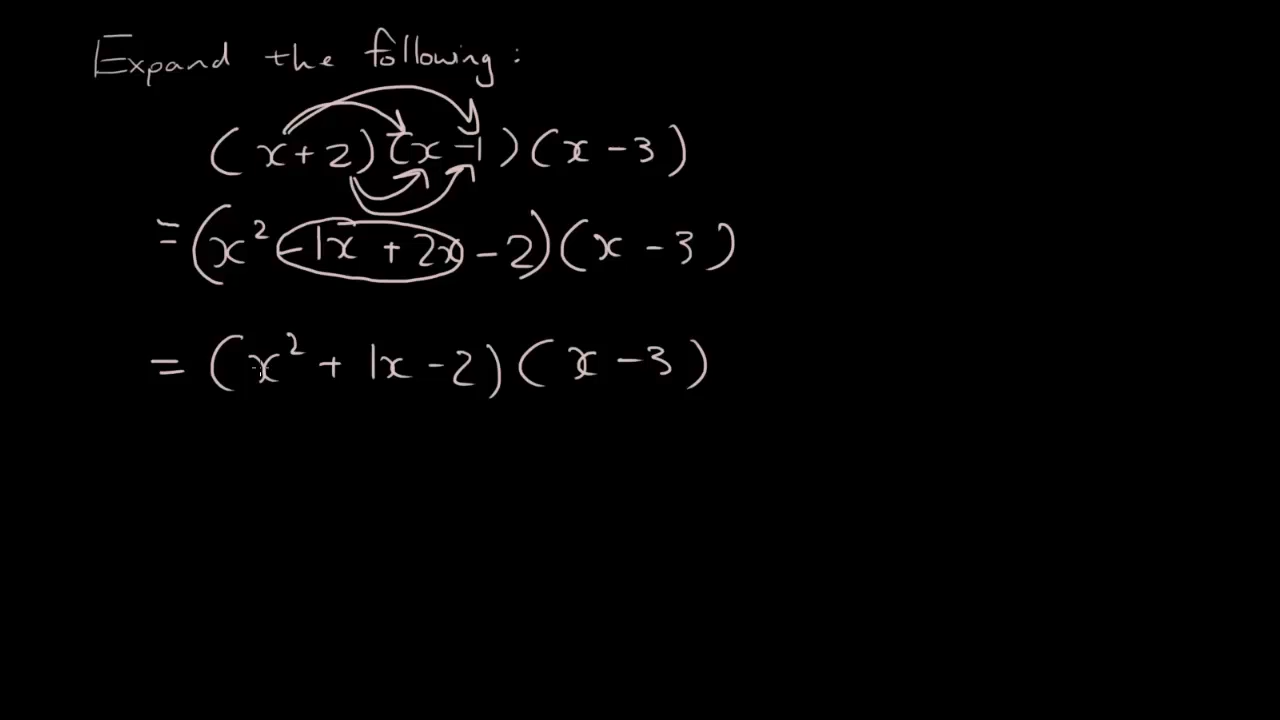 Expand the following:
(x+2)(x-1)(x-3)
=(x² -1x + 2x - 2)(x - 3)
= (x² + 1x - 2)(x - 3)